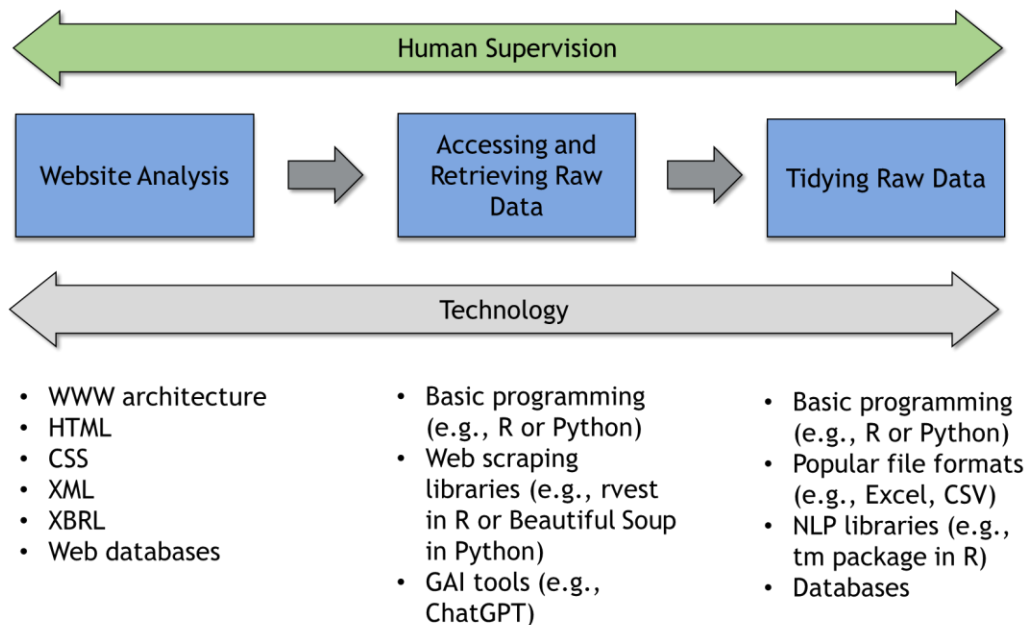 Human Supervision
Website Analysis
Accessing and
Retrieving Raw
Data
Tidying Raw Data
Technology
• WWW architecture
• HTML
• CSS
• XML
• XBRL
• Web databases
• Basic programming
(e.g., R or Python)
• Web scraping
libraries (e.g., rvest
in R or Beautiful Soup
in Python)
• GAI tools (e.g.,
ChatGPT)
• Basic programming
(e.g., R or Python)
• Popular file formats
(e.g., Excel, CSV)
• NLP libraries (e.g.,
tm package in R)
• Databases